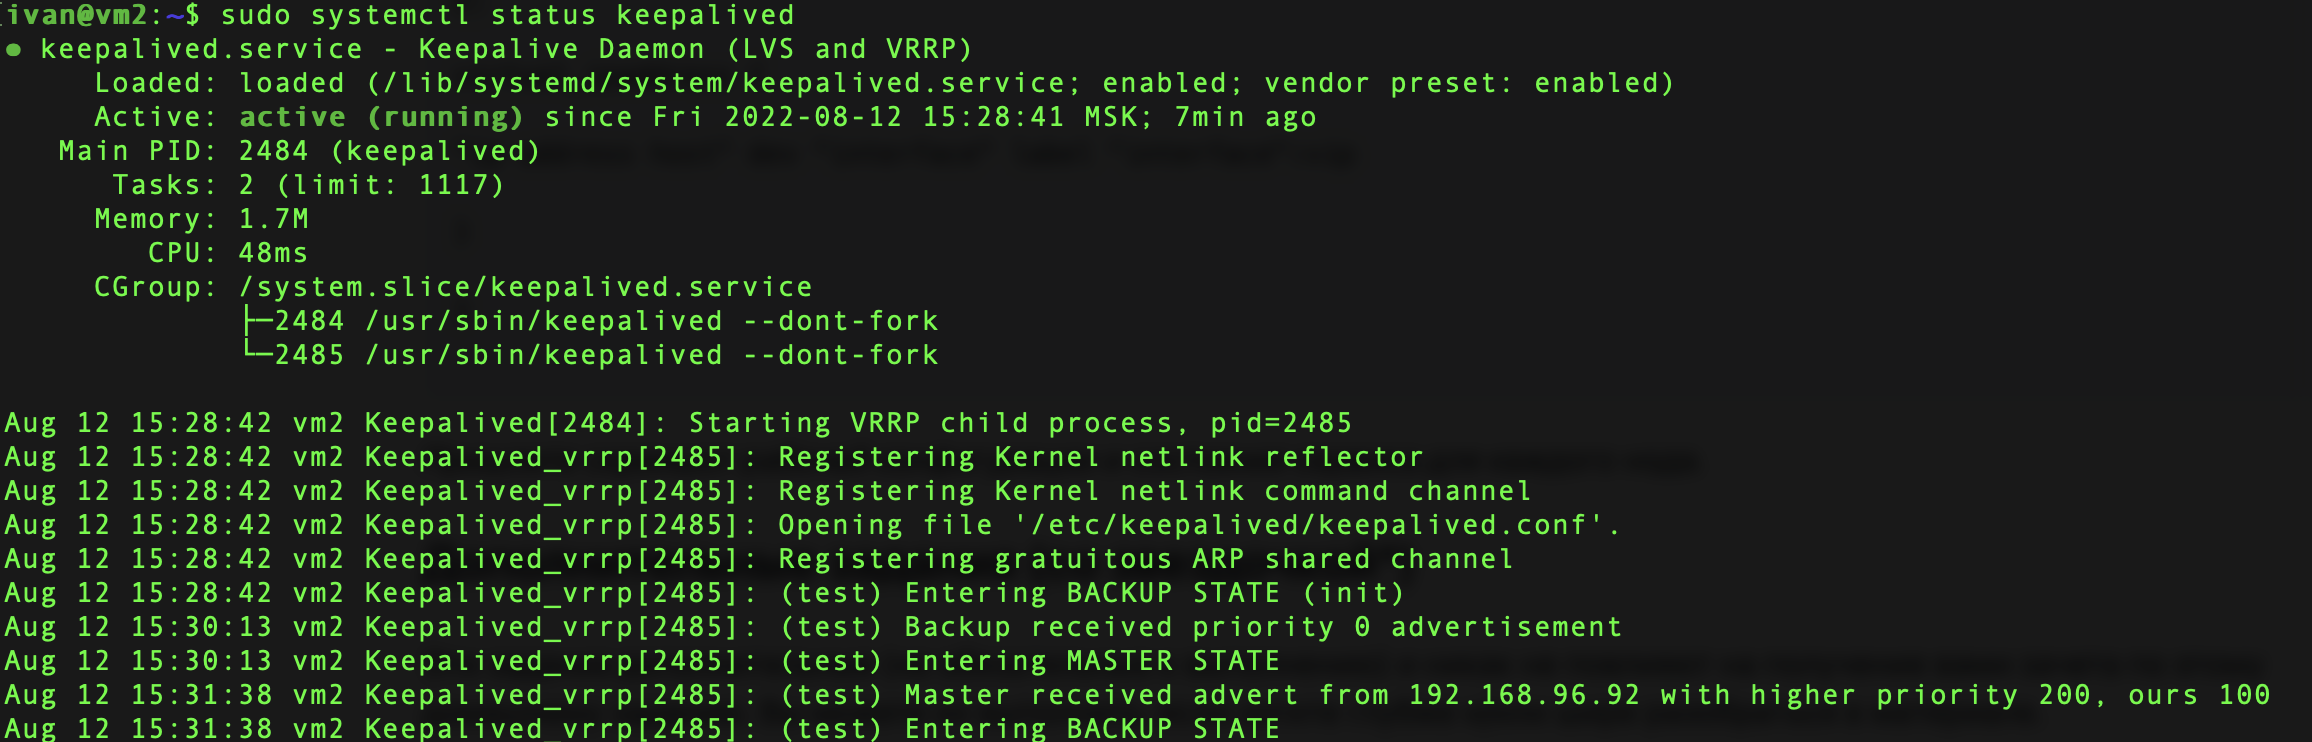 ivan@vm2:~$ sudo systemctl status keepalived
● keepalived.service - Keepalive Daemon (LVS and VRRP)
     Loaded: loaded (/lib/systemd/system/keepalived.service; enabled; vendor preset: enabled)
     Active: active (running) since Fri 2022-08-12 15:28:41 MSK; 7min ago
   Main PID: 2484 (keepalived)
      Tasks: 2 (limit: 1117)
     Memory: 1.7M
        CPU: 48ms
     CGroup: /system.slice/keepalived.service
             ├─2484 /usr/sbin/keepalived --dont-fork
             └─2485 /usr/sbin/keepalived --dont-fork

Aug 12 15:28:42 vm2 Keepalived[2484]: Starting VRRP child process, pid=2485
Aug 12 15:28:42 vm2 Keepalived_vrrp[2485]: Registering Kernel netlink reflector
Aug 12 15:28:42 vm2 Keepalived_vrrp[2485]: Registering Kernel netlink command channel
Aug 12 15:28:42 vm2 Keepalived_vrrp[2485]: Opening file '/etc/keepalived/keepalived.conf'.
Aug 12 15:28:42 vm2 Keepalived_vrrp[2485]: Registering gratuitous ARP shared channel
Aug 12 15:28:42 vm2 Keepalived_vrrp[2485]: (test) Entering BACKUP STATE (init)
Aug 12 15:30:13 vm2 Keepalived_vrrp[2485]: (test) Backup received priority 0 advertisement
Aug 12 15:30:13 vm2 Keepalived_vrrp[2485]: (test) Entering MASTER STATE
Aug 12 15:31:38 vm2 Keepalived_vrrp[2485]: (test) Master received advert from 192.168.96.92 with higher priority 200, ours 100
Aug 12 15:31:38 vm2 Keepalived_vrrp[2485]: (test) Entering BACKUP STATE